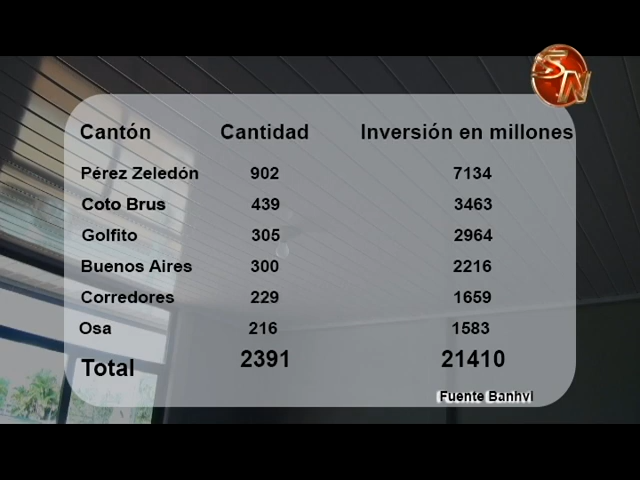 SN
Cantón Cantidad Inversión en millones
Pérez Zeledón 902 7134
Coto Brus 439 3463
Golfito 305 2964
Buenos Aires 300 2216
Corredores 229 1659
Osa 216 1583
Total 2391 21410
Fuente Banhvi